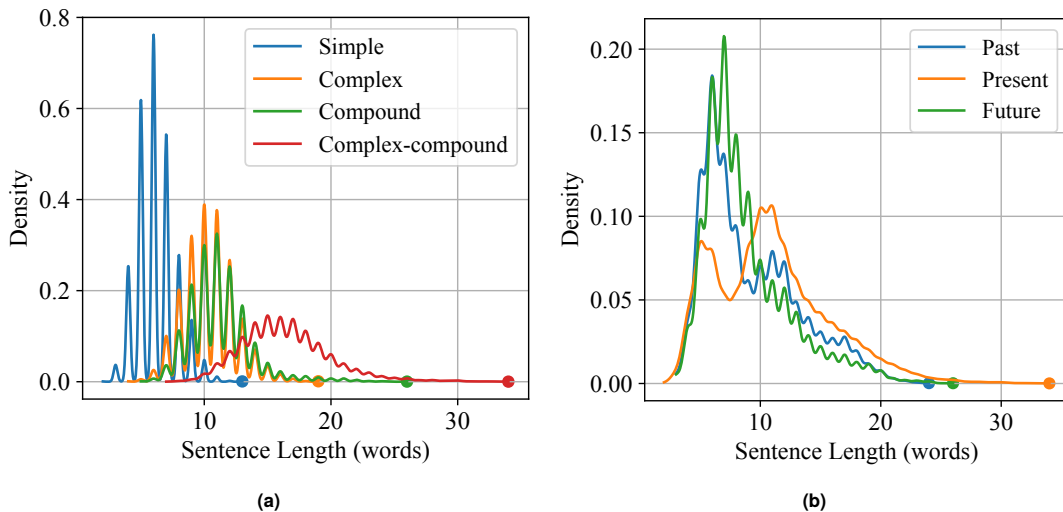 0.8
0.6
0.4
0.2
0.0
Density
10
20
30
Sentence Length (words)
Simple
Complex
Compound
Complex-compound
(a)
0.20
0.15
0.10
0.05
0.00
Density
10
20
30
Sentence Length (words)
Past
Present
Future
(b)